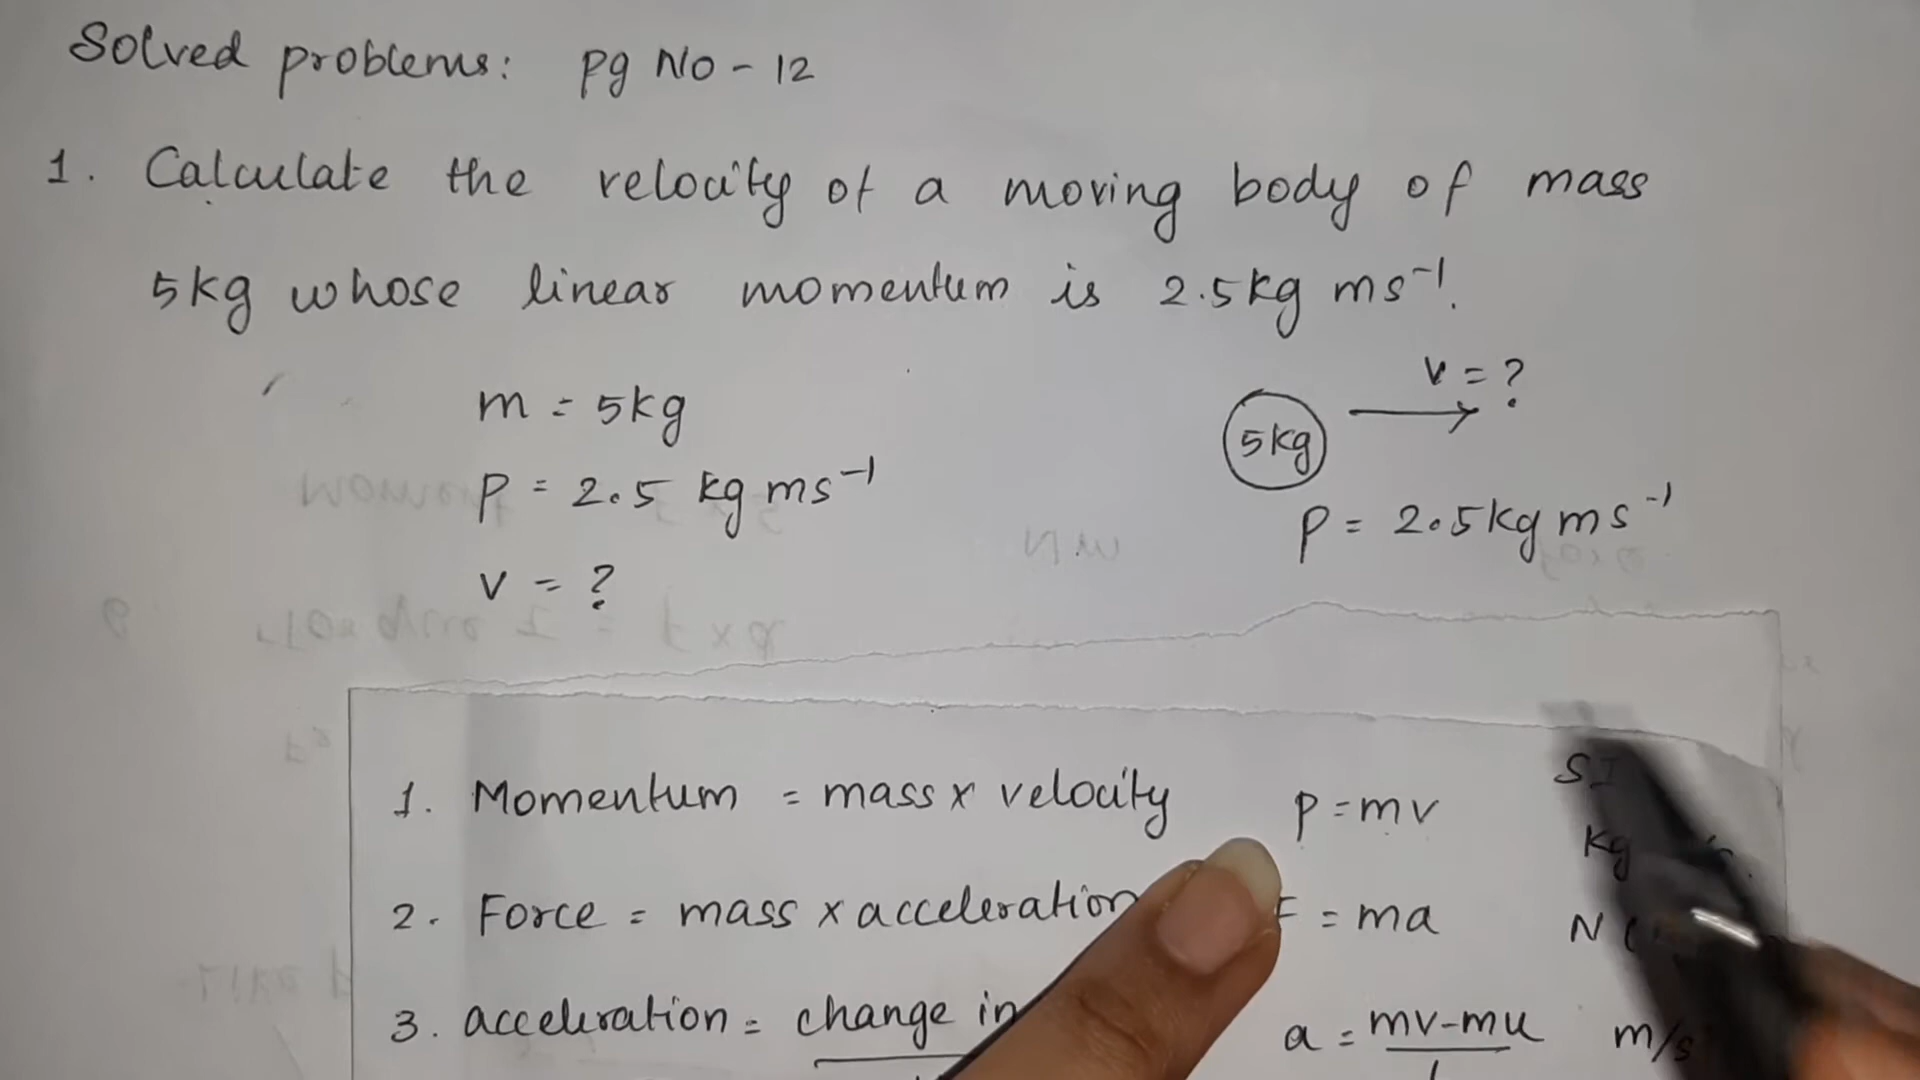 Solved problems: pg No - 12
1. Calculate the velocity of a moving body of mass
5kg whose linear momentum is 2.5kg ms⁻¹.
m = 5kg
P = 2.5 kg ms⁻¹
v = ?
v = ?
5kg
P = 2.5kg ms⁻¹
SI
1. Momentum = mass x velocity P = mv
Kg
2. Force = mass x acceleration = ma N
3. acceleration = change in a = mv-mu m/s